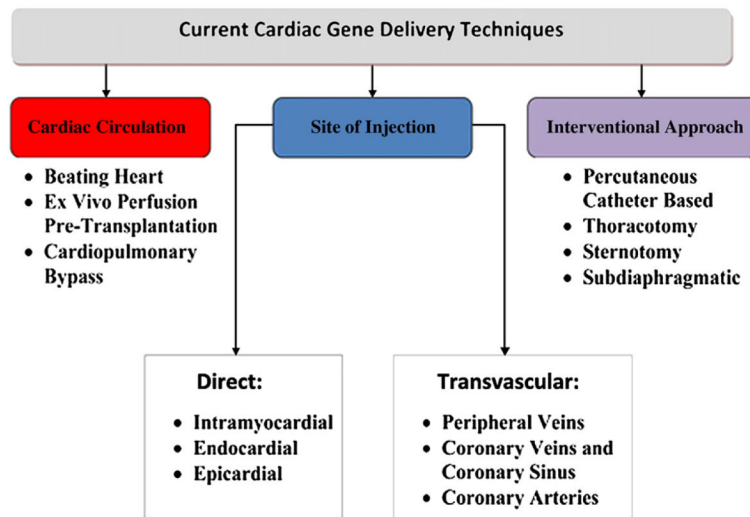 Current Cardiac Gene Delivery Techniques
Cardiac Circulation
• Beating Heart
• Ex Vivo Perfusion
Pre-Transplantation
• Cardiopulmonary
Bypass
Site of Injection
Interventional Approach
• Percutaneous
Catheter Based
• Thoracotomy
• Sternotomy
• Subdiaphragmatic
Direct:
• Intramyocardial
• Endocardial
• Epicardial
Transvascular:
• Peripheral Veins
• Coronary Veins and
Coronary Sinus
• Coronary Arteries